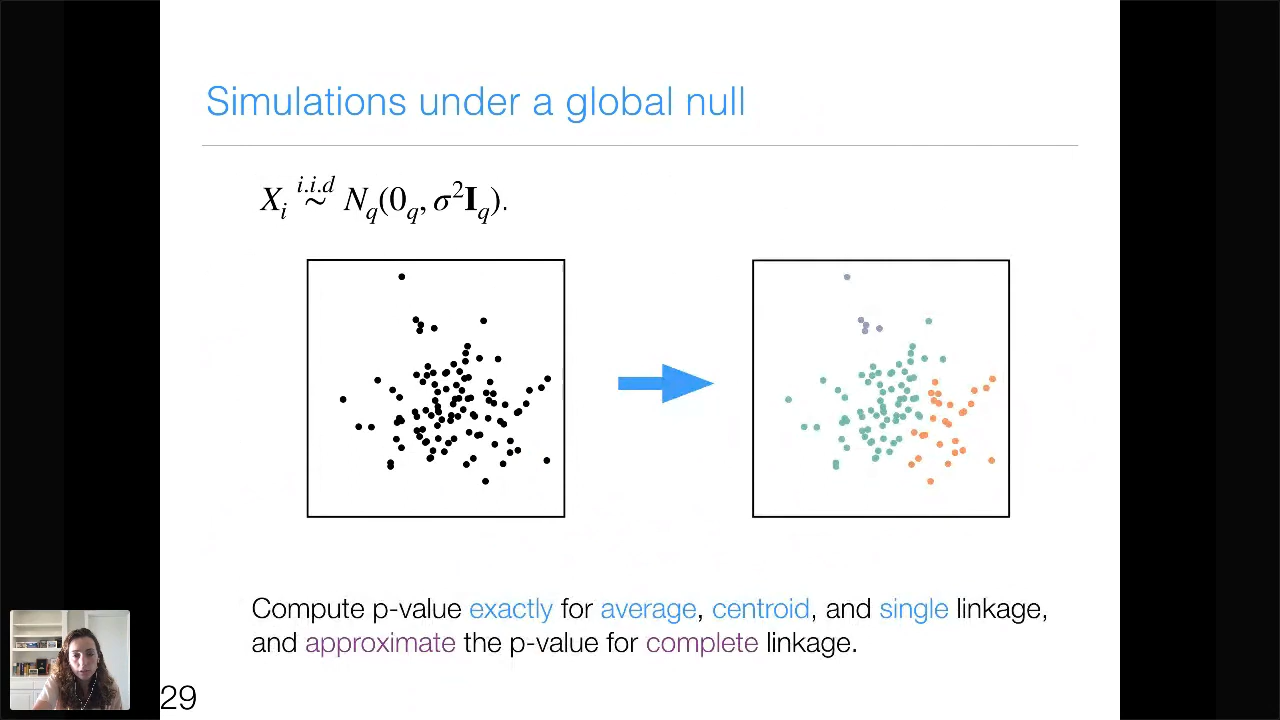 Simulations under a global null
X_i i.i.d ~ N_q(0_q, σ²I_q).
Compute p-value exactly for average, centroid, and single linkage,
and approximate the p-value for complete linkage.
29